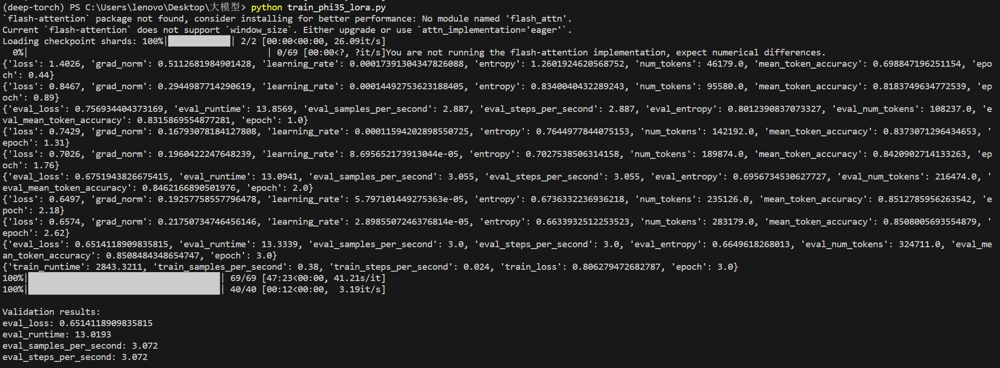 (deep-torch) PS C:\Users\lenovo\Desktop\大模型> python train_phi35_lora.py
`flash-attention` package not found, consider installing for better performance: No module named 'flash_attn'.
Current `flash-attention` does not support `window_size`. Either upgrade or use `attn_implementation='eager'`.
Loading checkpoint shards: 100%|██████████| 2/2 [00:00<00:00, 26.09it/s]
  0%|          | 0/69 [00:00<?, ?it/s]You are not running the flash-attention implementation, expect numerical differences.
{'loss': 1.4026, 'grad_norm': 0.5112681984901428, 'learning_rate': 0.00017391304347826088, 'entropy': 1.2601924620568752, 'num_tokens': 46179.0, 'mean_token_accuracy': 0.698847196251154, 'epo
ch': 0.44}
{'loss': 0.8467, 'grad_norm': 0.2944987714290619, 'learning_rate': 0.00014492753623188405, 'entropy': 0.8340040432289243, 'num_tokens': 95580.0, 'mean_token_accuracy': 0.8183749634772539, 'ep
och': 0.89}
{'eval_loss': 0.756934404373169, 'eval_runtime': 13.8569, 'eval_samples_per_second': 2.887, 'eval_steps_per_second': 2.887, 'eval_entropy': 0.8012390837073327, 'eval_num_tokens': 108237.0, 'e
val_mean_token_accuracy': 0.8315869554877281, 'epoch': 1.0}
{'loss': 0.7429, 'grad_norm': 0.16793078184127808, 'learning_rate': 0.00011594202898550725, 'entropy': 0.7644977844075153, 'num_tokens': 142192.0, 'mean_token_accuracy': 0.8373071296434653, '
epoch': 1.31}
{'loss': 0.7026, 'grad_norm': 0.1960422247648239, 'learning_rate': 8.695652173913044e-05, 'entropy': 0.7027538506314158, 'num_tokens': 189874.0, 'mean_token_accuracy': 0.8420902714133263, 'ep
och': 1.76}
{'eval_loss': 0.6751943826675415, 'eval_runtime': 13.0941, 'eval_samples_per_second': 3.055, 'eval_steps_per_second': 3.055, 'eval_entropy': 0.6956734530627727, 'eval_num_tokens': 216474.0, '
eval_mean_token_accuracy': 0.8462166890501976, 'epoch': 2.0}
{'loss': 0.6497, 'grad_norm': 0.19257758557796478, 'learning_rate': 5.797101449275363e-05, 'entropy': 0.6736332236936218, 'num_tokens': 235126.0, 'mean_token_accuracy': 0.8512785956263542, 'e
poch': 2.18}
{'loss': 0.6574, 'grad_norm': 0.21750734746456146, 'learning_rate': 2.8985507246376814e-05, 'entropy': 0.6633932512253523, 'num_tokens': 283179.0, 'mean_token_accuracy': 0.8508005693554879, '
epoch': 2.62}
{'eval_loss': 0.6514118909835815, 'eval_runtime': 13.3339, 'eval_samples_per_second': 3.0, 'eval_steps_per_second': 3.0, 'eval_entropy': 0.6649618268013, 'eval_num_tokens': 324711.0, 'eval_me
an_token_accuracy': 0.8508484348654747, 'epoch': 3.0}
{'train_runtime': 2843.3211, 'train_samples_per_second': 0.38, 'train_steps_per_second': 0.024, 'train_loss': 0.806279472682787, 'epoch': 3.0}
100%|██████████| 69/69 [47:23<00:00, 41.21s/it]
100%|██████████| 40/40 [00:12<00:00,  3.19it/s]
Validation results:
eval_loss: 0.6514118909835815
eval_runtime: 13.0193
eval_samples_per_second: 3.072
eval_steps_per_second: 3.072